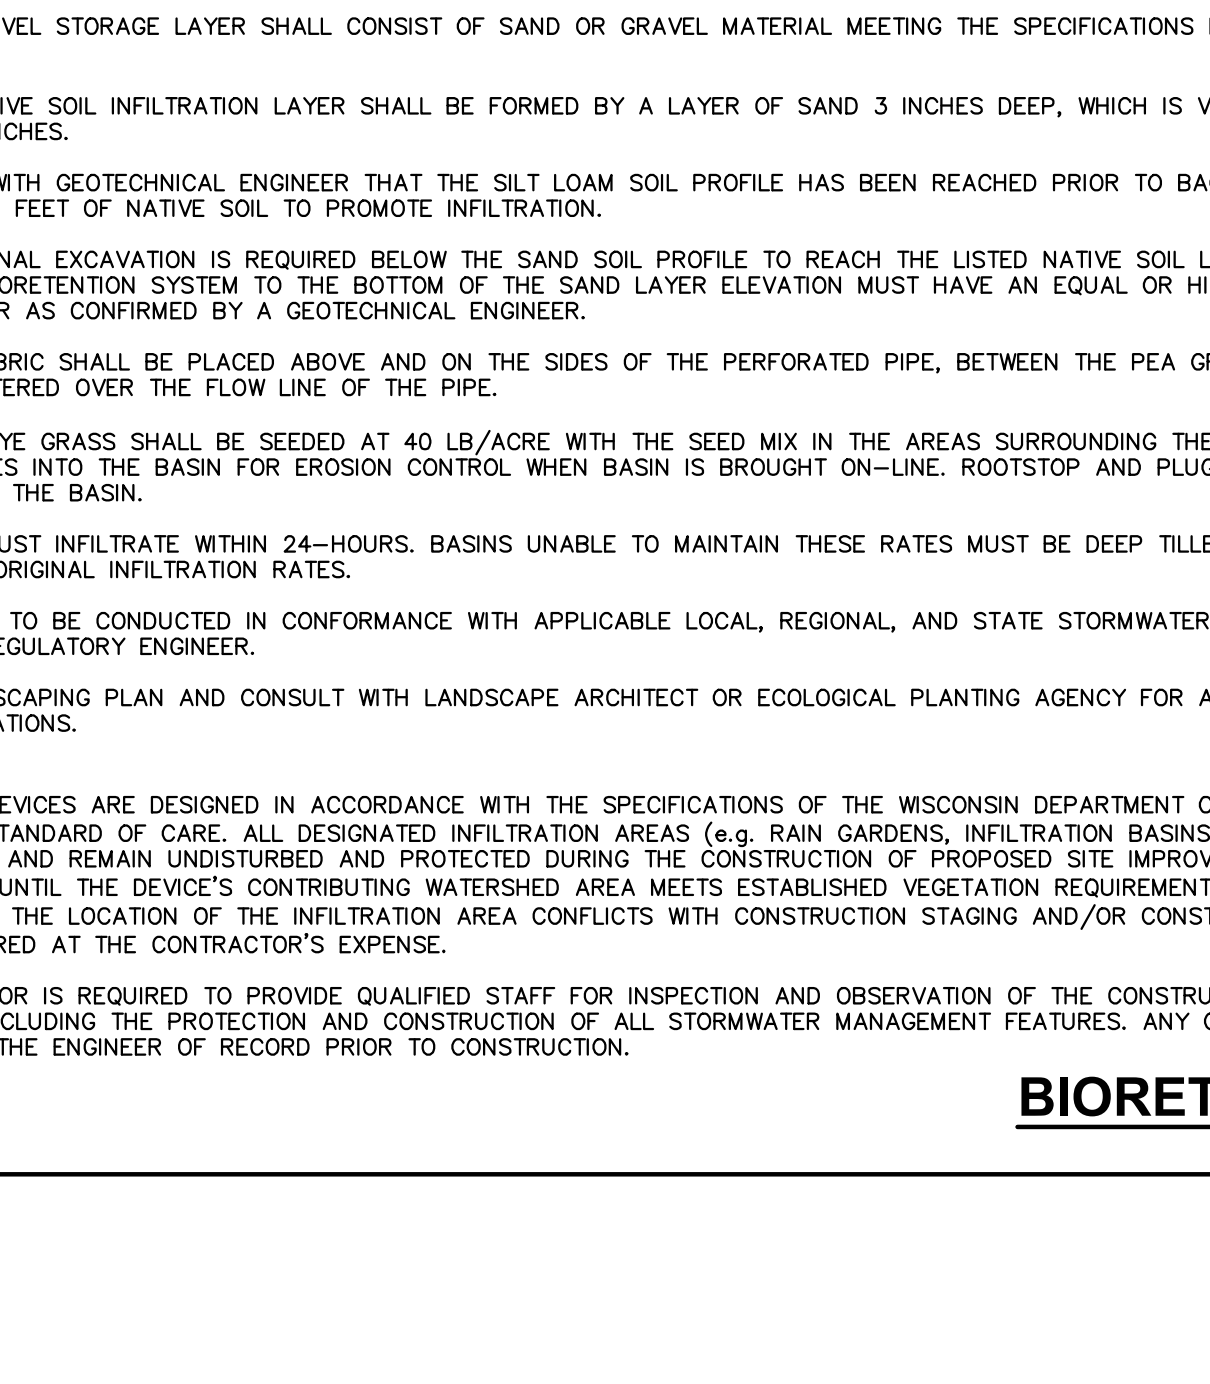 VEL STORAGE LAYER SHALL CONSIST OF SAND OR GRAVEL MATERIAL MEETING THE SPECIFICATIONS
IVE SOIL INFILTRATION LAYER SHALL BE FORMED BY A LAYER OF SAND 3 INCHES DEEP, WHICH IS V
NCHES.
WITH GEOTECHNICAL ENGINEER THAT THE SILT LOAM SOIL PROFILE HAS BEEN REACHED PRIOR TO BAC
FEET OF NATIVE SOIL TO PROMOTE INFILTRATION.
NAL EXCAVATION IS REQUIRED BELOW THE SAND SOIL PROFILE TO REACH THE LISTED NATIVE SOIL L
ORETENTION SYSTEM TO THE BOTTOM OF THE SAND LAYER ELEVATION MUST HAVE AN EQUAL OR HI
R AS CONFIRMED BY A GEOTECHNICAL ENGINEER.
BRIC SHALL BE PLACED ABOVE AND ON THE SIDES OF THE PERFORATED PIPE, BETWEEN THE PEA GR
TERED OVER THE FLOW LINE OF THE PIPE.
YE GRASS SHALL BE SEEDED AT 40 LB/ACRE WITH THE SEED MIX IN THE AREAS SURROUNDING THE
ES INTO THE BASIN FOR EROSION CONTROL WHEN BASIN IS BROUGHT ON–LINE. ROOTSTOP AND PLUG
THE BASIN.
UST INFILTRATE WITHIN 24–HOURS. BASINS UNABLE TO MAINTAIN THESE RATES MUST BE DEEP TILLE
ORIGINAL INFILTRATION RATES.
TO BE CONDUCTED IN CONFORMANCE WITH APPLICABLE LOCAL, REGIONAL, AND STATE STORMWATER
EGULATORY ENGINEER.
SCAPING PLAN AND CONSULT WITH LANDSCAPE ARCHITECT OR ECOLOGICAL PLANTING AGENCY FOR A
ATIONS.
EVICES ARE DESIGNED IN ACCORDANCE WITH THE SPECIFICATIONS OF THE WISCONSIN DEPARTMENT O
TANDARD OF CARE. ALL DESIGNATED INFILTRATION AREAS (e.g. RAIN GARDENS, INFILTRATION BASINS
AND REMAIN UNDISTURBED AND PROTECTED DURING THE CONSTRUCTION OF PROPOSED SITE IMPROV
UNTIL THE DEVICE'S CONTRIBUTING WATERSHED AREA MEETS ESTABLISHED VEGETATION REQUIREMENT
THE LOCATION OF THE INFILTRATION AREA CONFLICTS WITH CONSTRUCTION STAGING AND/OR CONST
RED AT THE CONTRACTOR'S EXPENSE.
OR IS REQUIRED TO PROVIDE QUALIFIED STAFF FOR INSPECTION AND OBSERVATION OF THE CONSTRU
CLUDING THE PROTECTION AND CONSTRUCTION OF ALL STORMWATER MANAGEMENT FEATURES. ANY
THE ENGINEER OF RECORD PRIOR TO CONSTRUCTION.
BIORET